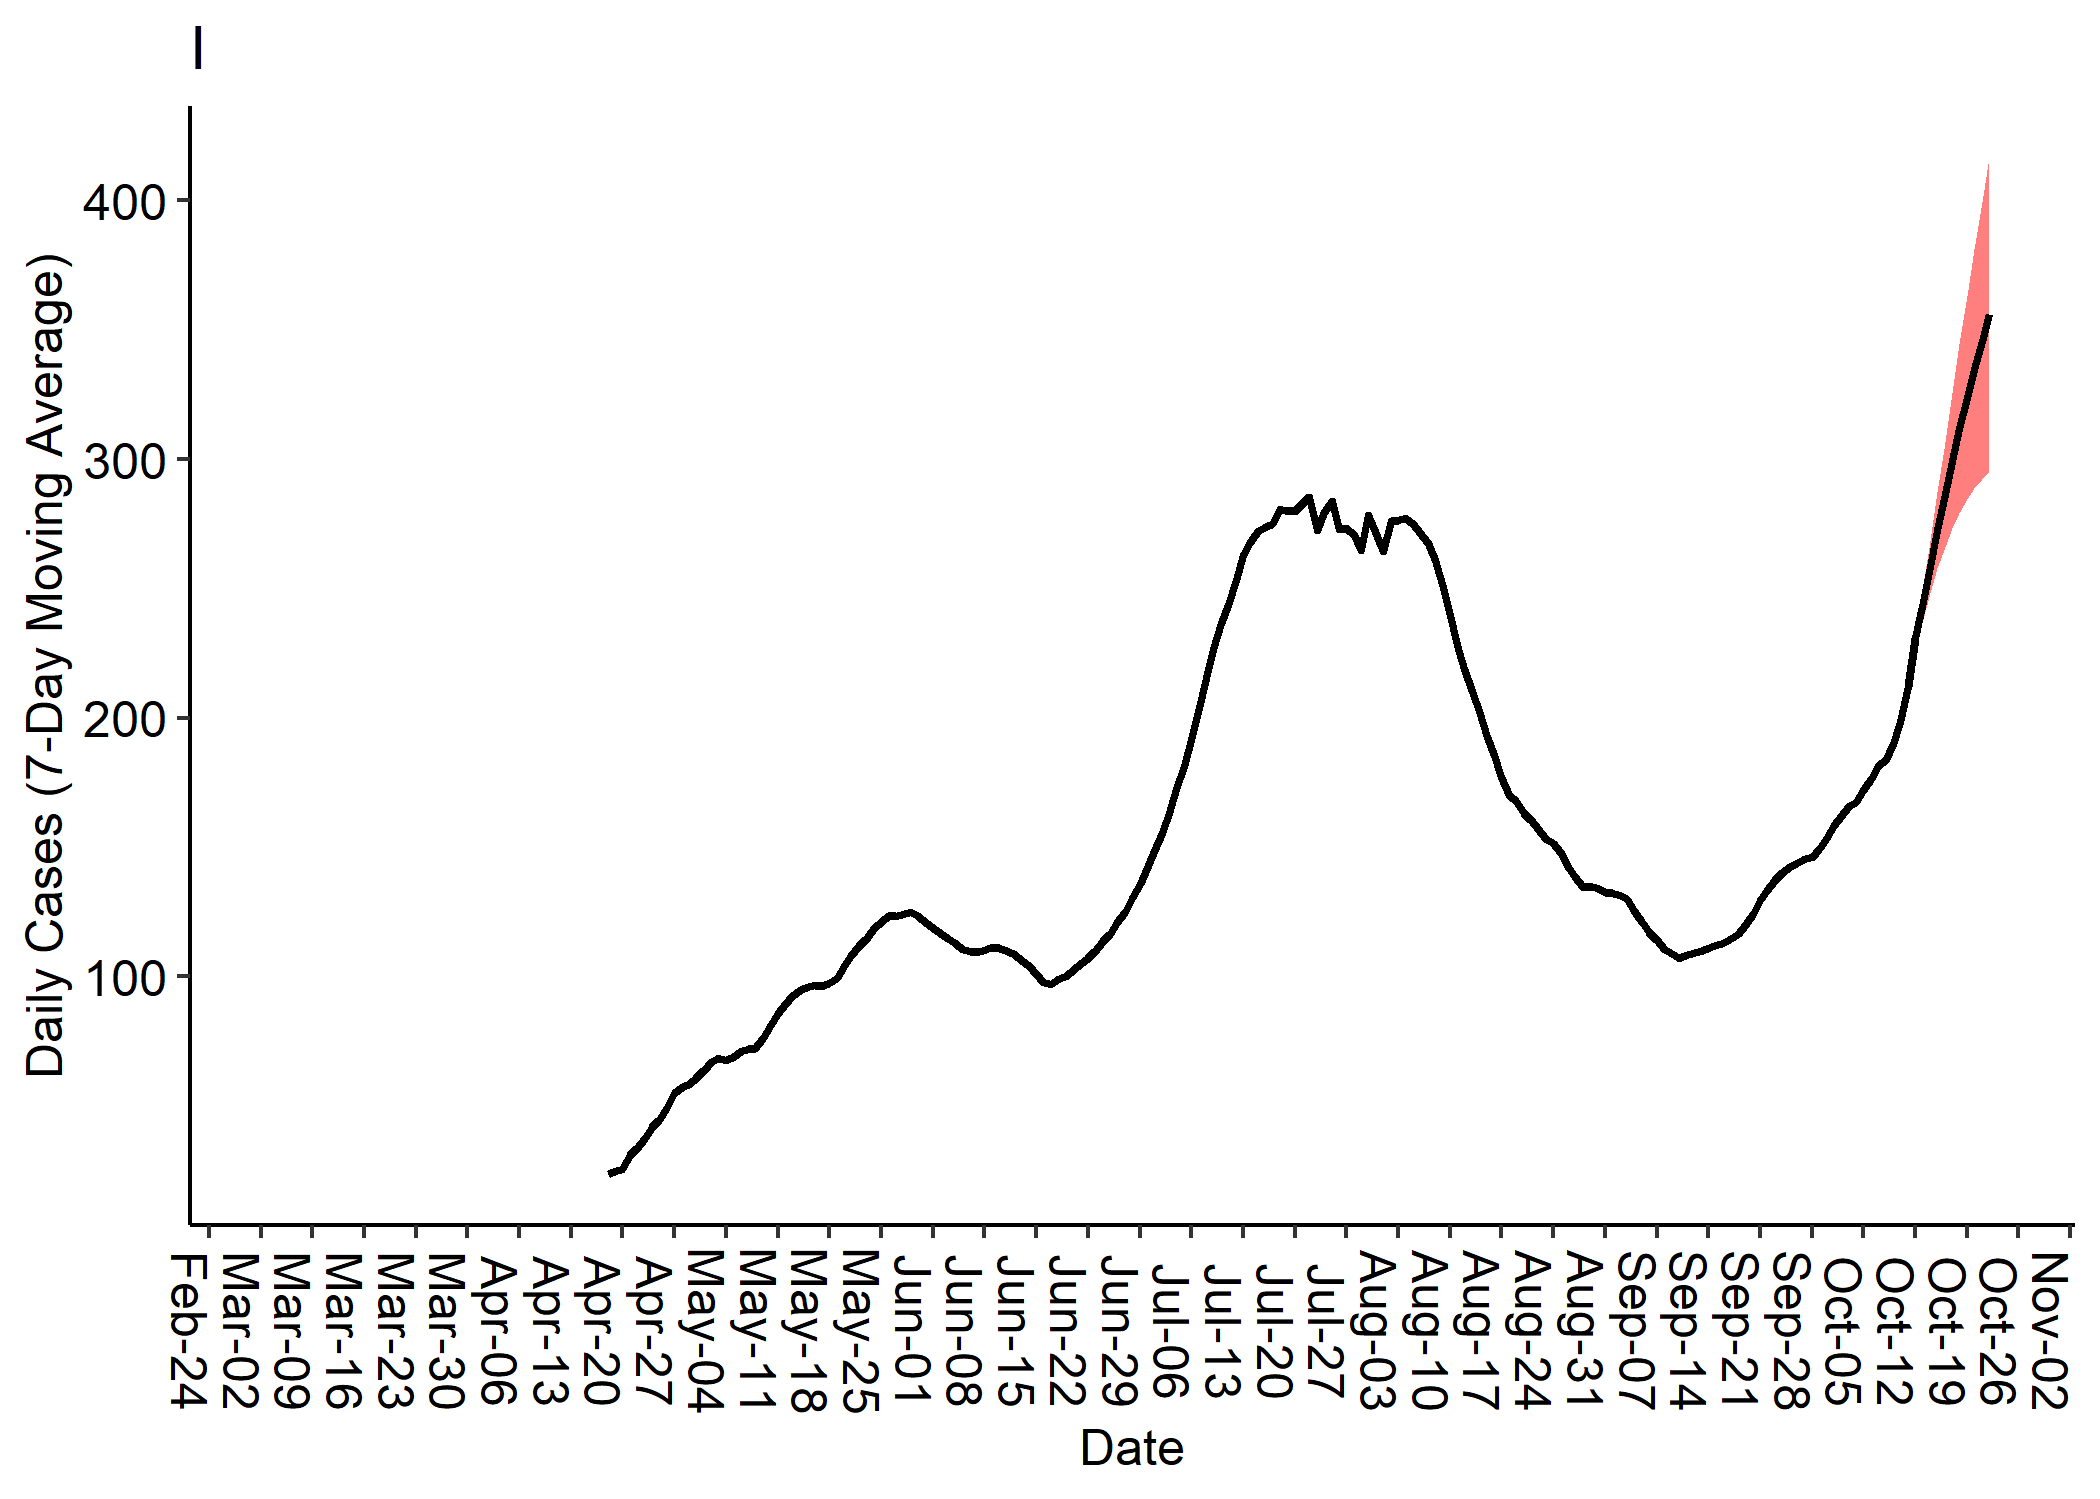 I
Daily Cases (7-Day Moving Average)
400
300
200
100
Feb-24
Mar-02
Mar-09
Mar-16
Mar-23
Mar-30
Apr-06
Apr-13
Apr-20
Apr-27
May-04
May-11
May-18
May-25
Jun-01
Jun-08
Jun-15
Jun-22
Jun-29
Jul-06
Jul-13
Jul-20
Jul-27
Aug-03
Aug-10
Aug-17
Aug-24
Aug-31
Sep-07
Sep-14
Sep-21
Sep-28
Oct-05
Oct-12
Oct-19
Oct-26
Nov-02
Date